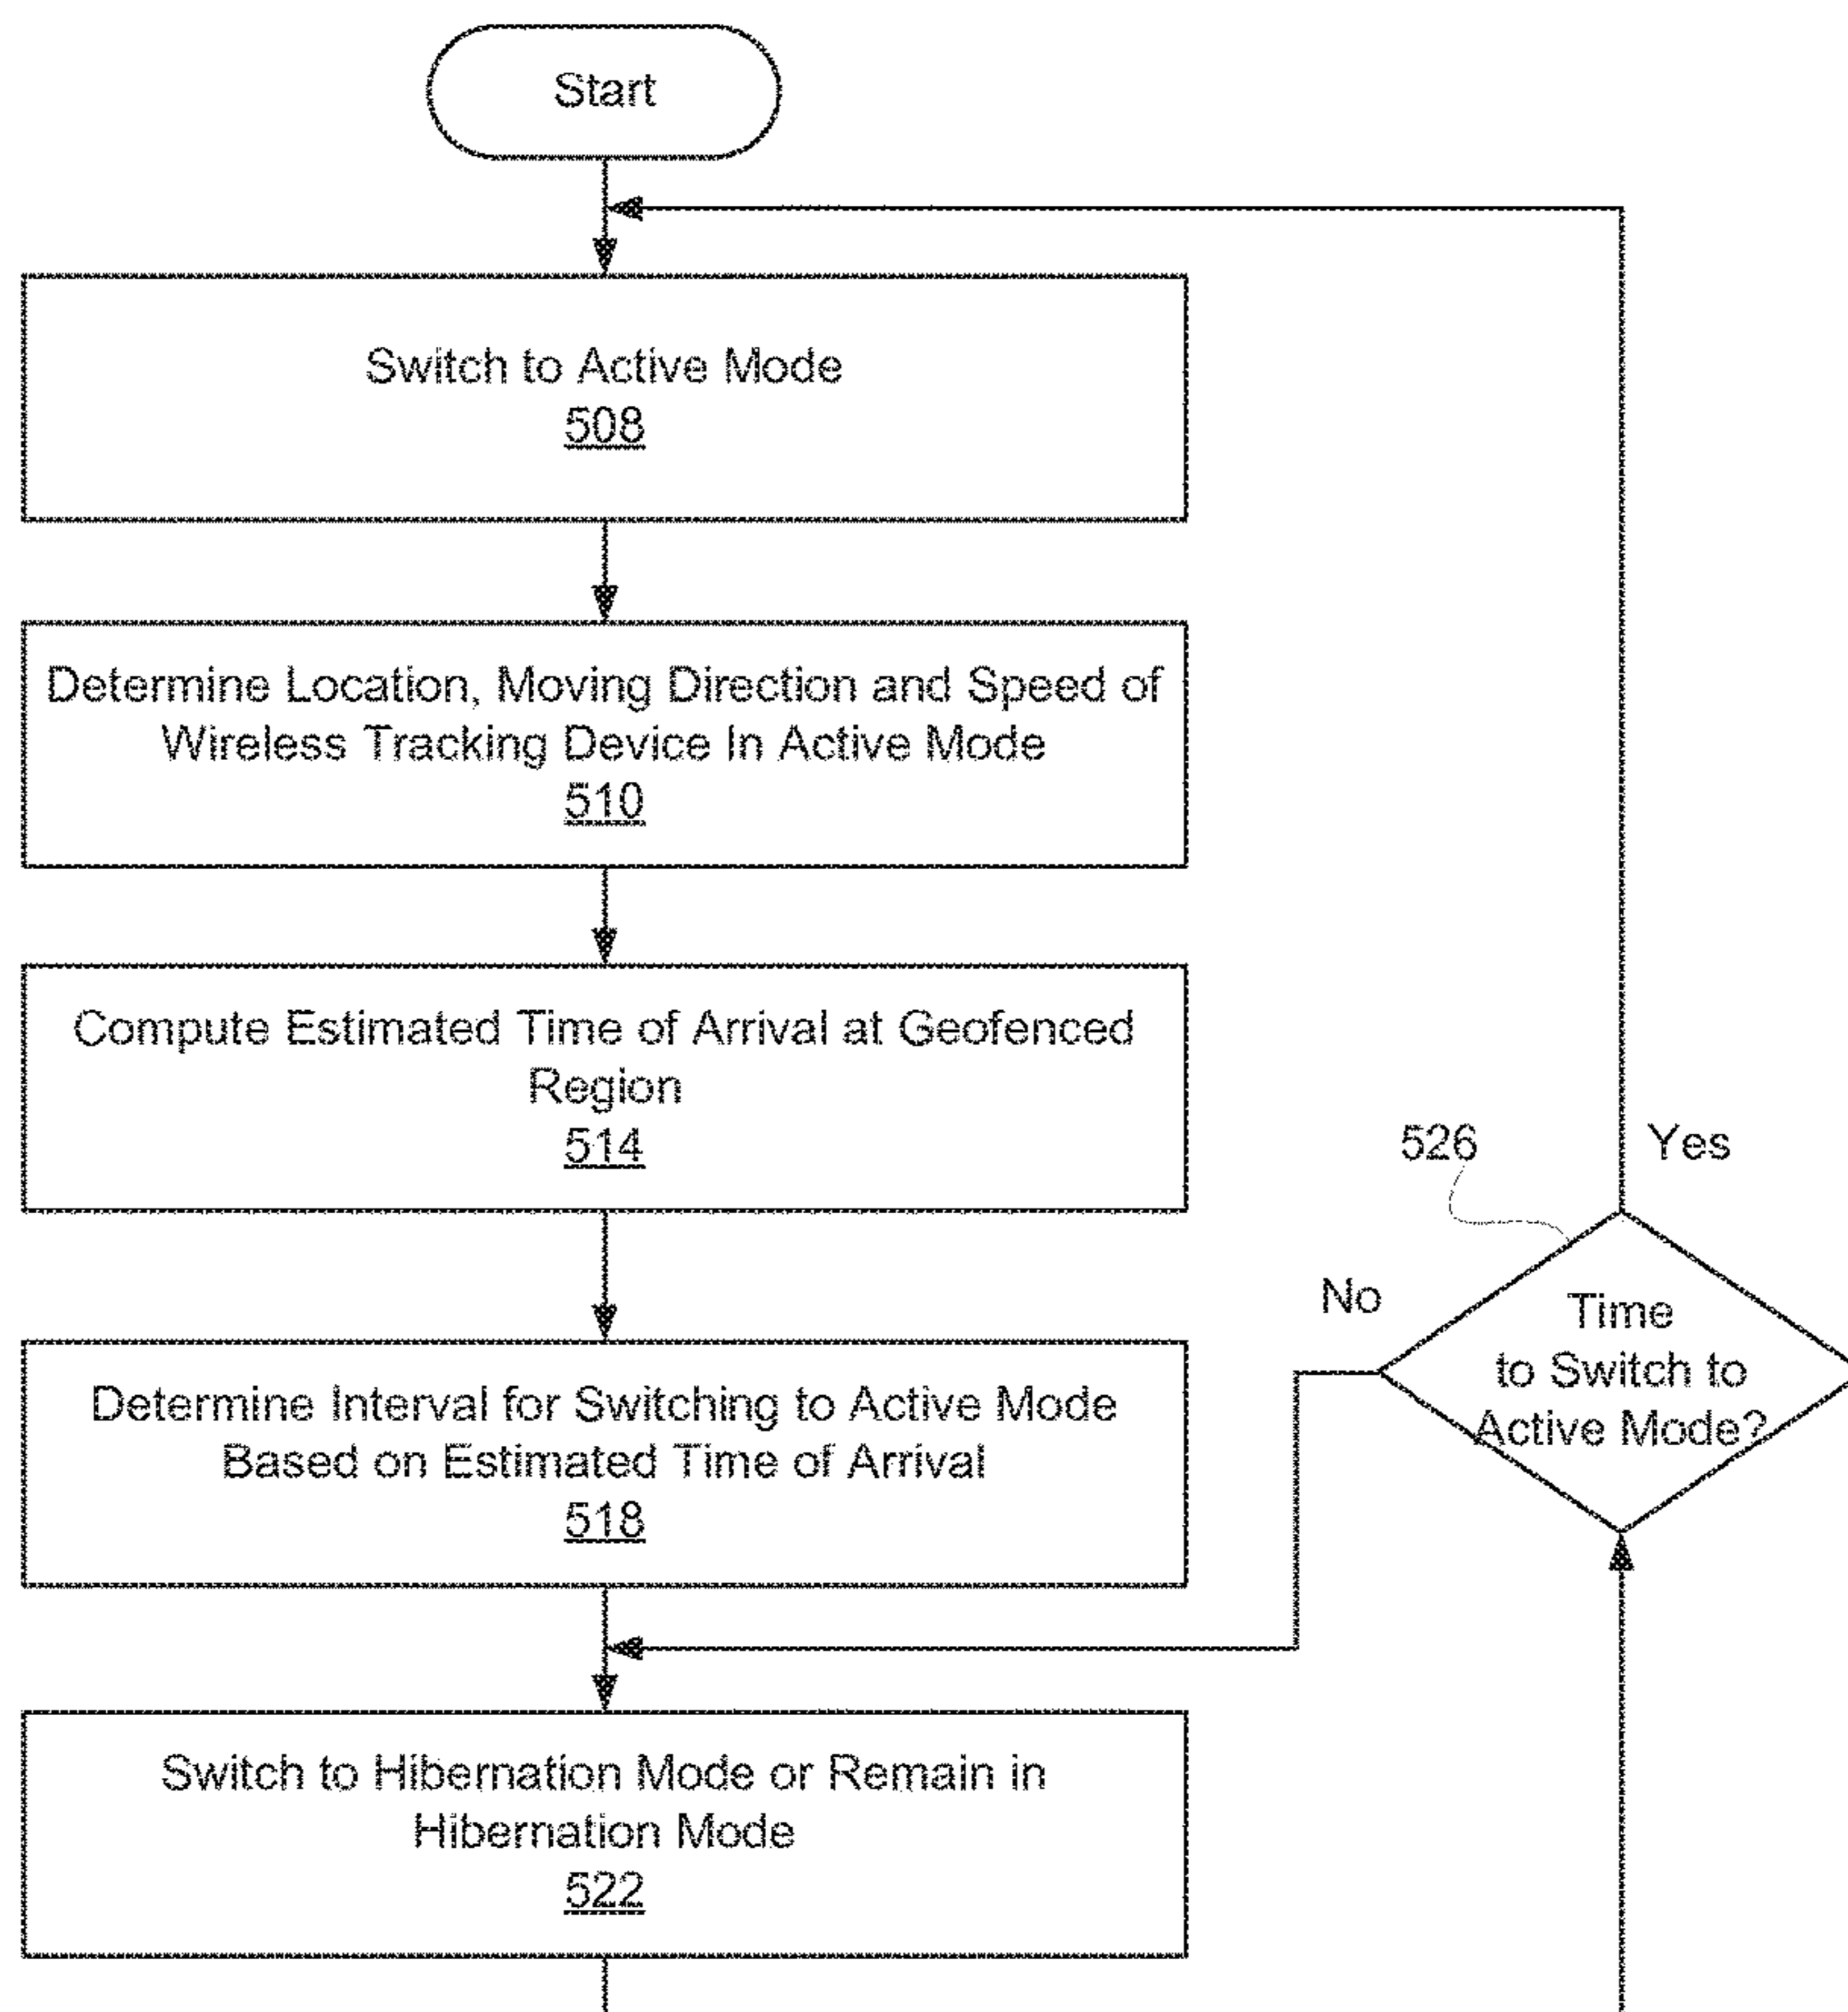 Start
Switch to Active Mode
508
Determine Location, Moving Direction and Speed of
Wireless Tracking Device In Active Mode
510
Compute Estimated Time of Arrival at Geofenced
Region
514
526
Yes
No
Time
to Switch to
Active Mode?
Determine Interval for Switching to Active Mode
Based on Estimated Time of Arrival
518
Switch to Hibernation Mode or Remain in
Hibernation Mode
522